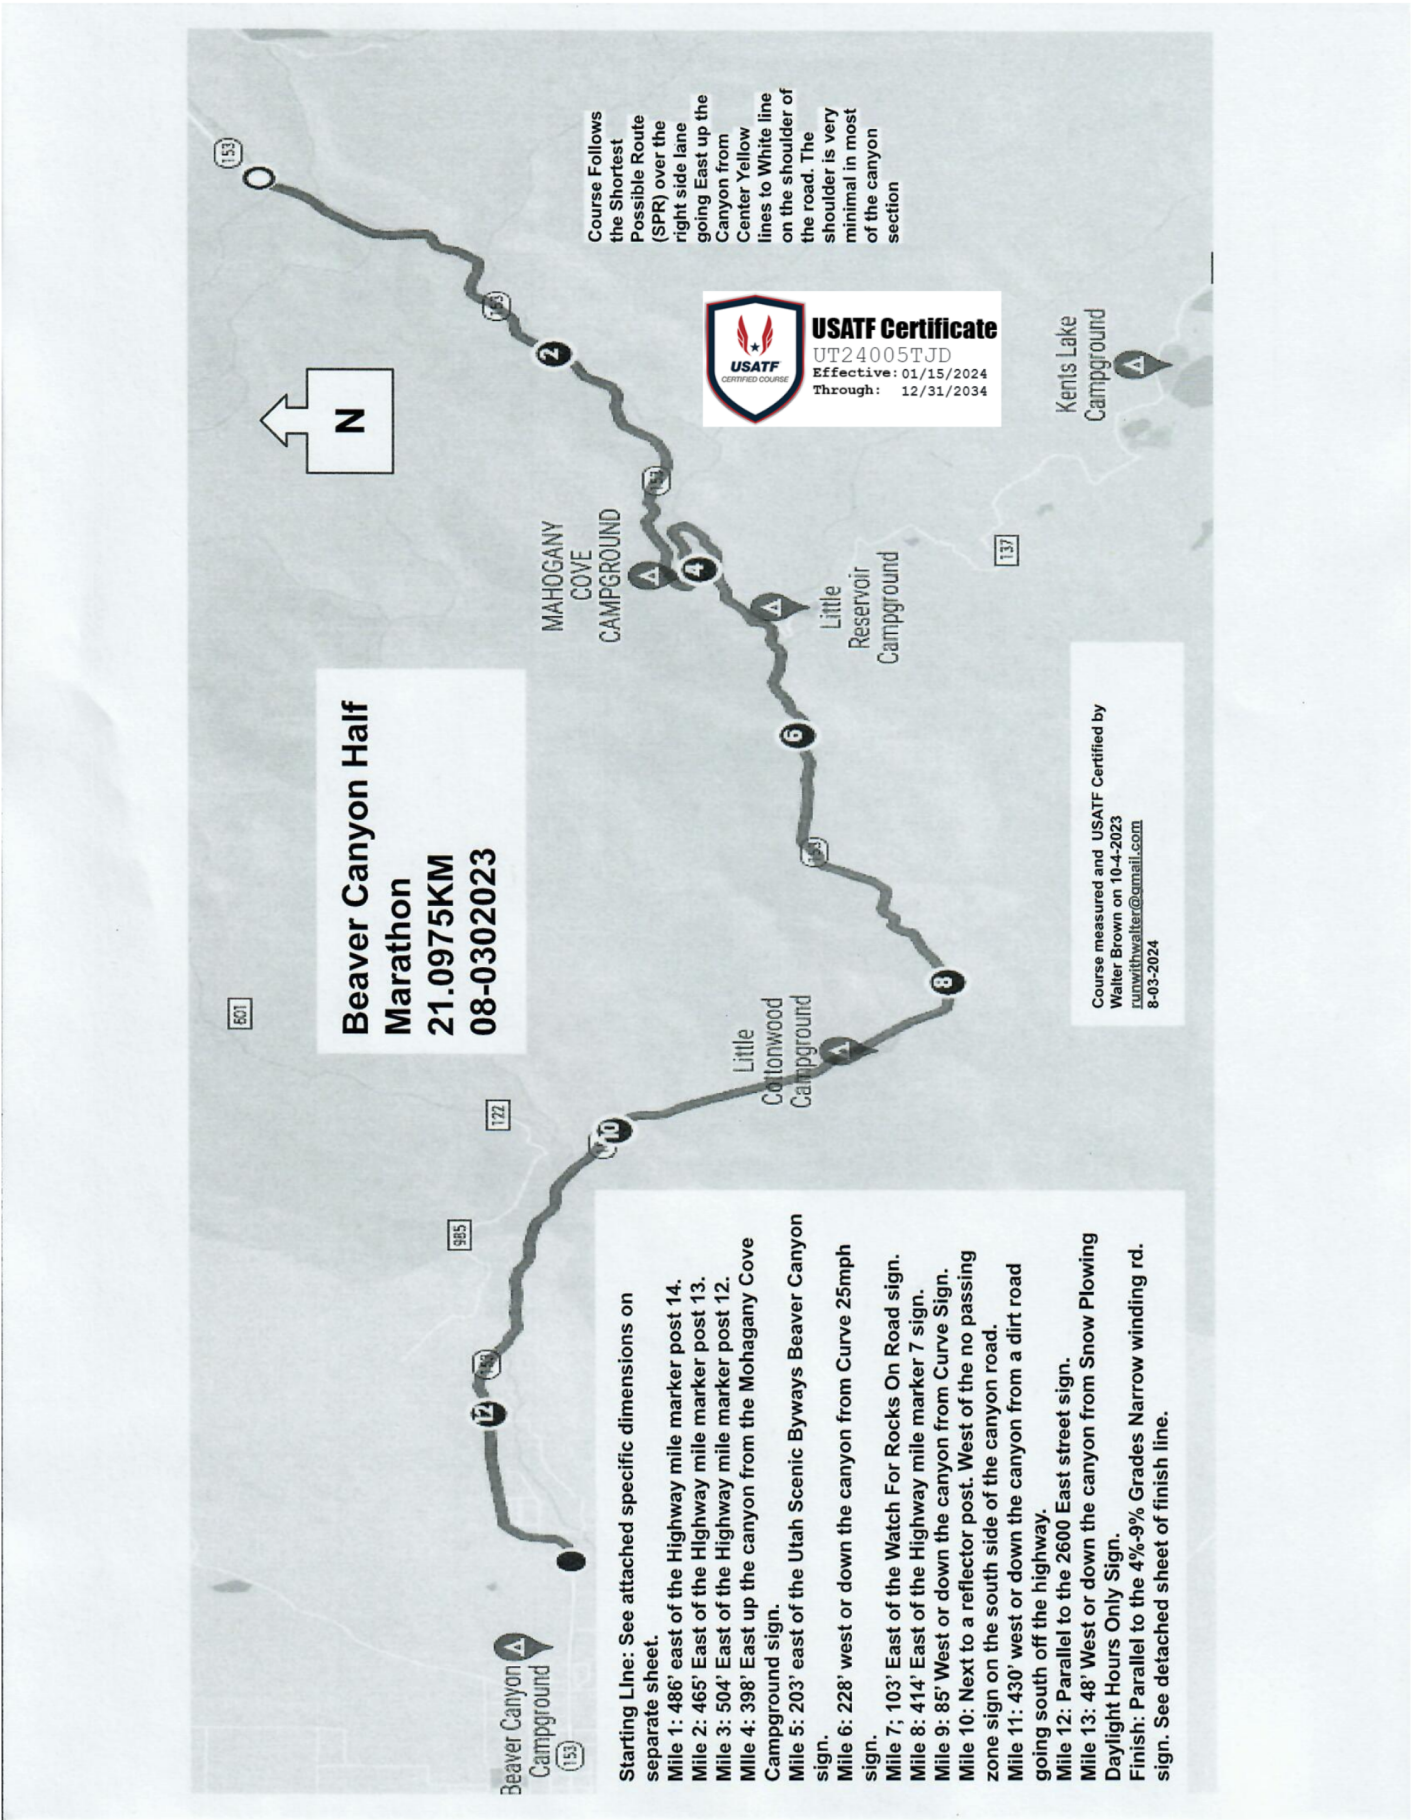 Beaver Canyon Half
Marathon
21.0975KM
08-0302023
601
122
985
153
153
153
153
153
153
137
N
2
4
6
8
10
12
MAHOGANY
COVE
CAMPGROUND
Little
Reservoir
Campground
Kents Lake
Campground
Little
Cottonwood
Campground
Beaver Canyon
Campground
Course Follows
the Shortest
Possible Route
(SPR) over the
right side lane
going East up the
Canyon from
Center Yellow
lines to White line
on the shoulder of
the road. The
shoulder is very
minimal in most
of the canyon
section
USATF
CERTIFIED COURSE
USATF Certificate
UT24005TJD
Effective: 01/15/2024
Through: 12/31/2034
Starting LIne: See attached specific dimensions on
separate sheet.
Mile 1: 486' east of the Highway mile marker post 14.
Mile 2: 465' East of the HIghway mile marker post 13.
Mile 3: 504' East of the Highway mile marker post 12.
MIle 4: 398' East up the canyon from the Mohagany Cove
Campground sign.
Mile 5: 203' east of the Utah Scenic Byways Beaver Canyon
sign.
Mile 6: 228' west or down the canyon from Curve 25mph
sign.
Mile 7; 103' East of the Watch For Rocks On Road sign.
Mile 8: 414' East of the Highway mile marker 7 sign.
Mile 9: 85' West or down the canyon from Curve Sign.
Mile 10: Next to a reflector post. West of the no passing
zone sign on the south side of the canyon road.
Mile 11: 430' west or down the canyon from a dirt road
going south off the highway.
Mile 12: Parallel to the 2600 East street sign.
Mile 13: 48' West or down the canyon from Snow Plowing
Daylight Hours Only Sign.
Finish: Parallel to the 4%-9% Grades Narrow winding rd.
sign. See detached sheet of finish line.
Course measured and USATF Certified by
Walter Brown on 10-4-2023
runwithwalter@gmail.com
8-03-2024